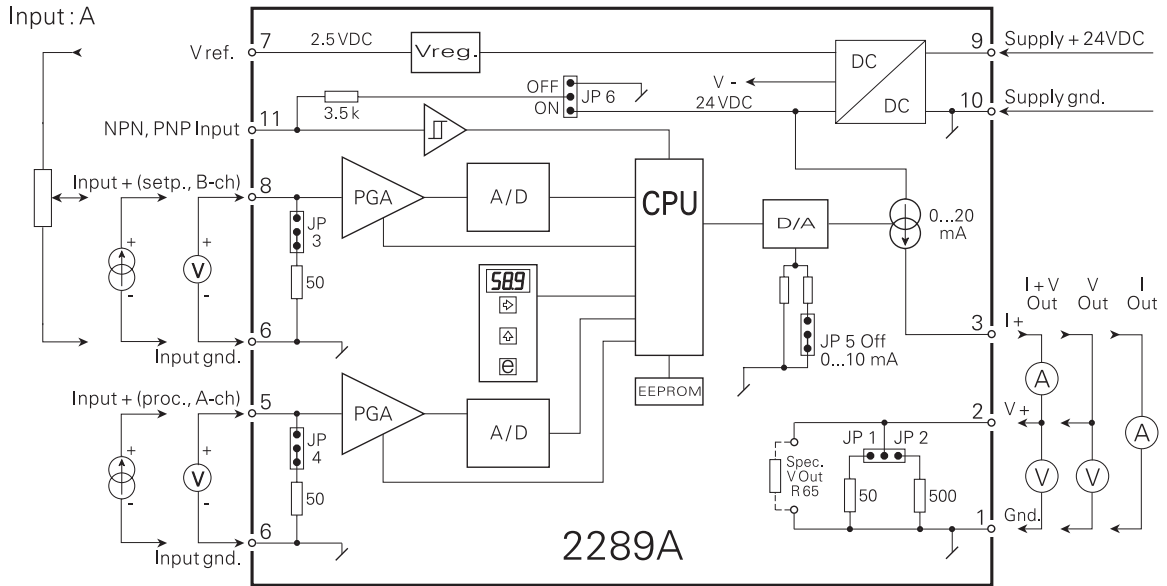 Input : A
V ref.
7
2.5 VDC
Vreg.
DC
DC
9
Supply + 24VDC
V -
24 VDC
10
Supply gnd.
OFF
ON
JP 6
3.5 k
NPN, PNP Input
11
Input + (setp., B-ch)
8
PGA
A/D
CPU
D/A
0...20
mA
JP
3
50
+
-
V
+
-
6
Input gnd.
58.9
e
JP 5 Off
0...10 mA
EEPROM
I + V
Out
V
Out
I
Out
3
I +
A
Input + (proc., A-ch)
5
PGA
A/D
JP
4
50
+
-
V
+
-
6
Input gnd.
2
V +
A
V
V
JP 1
JP 2
Spec.
V Out
R 65
50
500
1
Gnd.
2289A